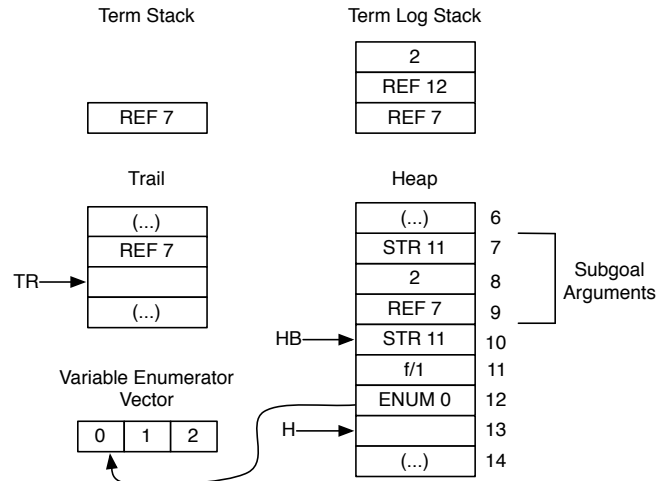 Term Stack
REF 7
Term Log Stack
2
REF 12
REF 7
Trail
(...)
REF 7
TR
(...)
Heap
(...) 6
STR 11 7
2 8
REF 7 9
HB STR 11 10
f/1 11
ENUM 0 12
H 13
(...) 14
Subgoal
Arguments
Variable Enumerator
Vector
0 1 2